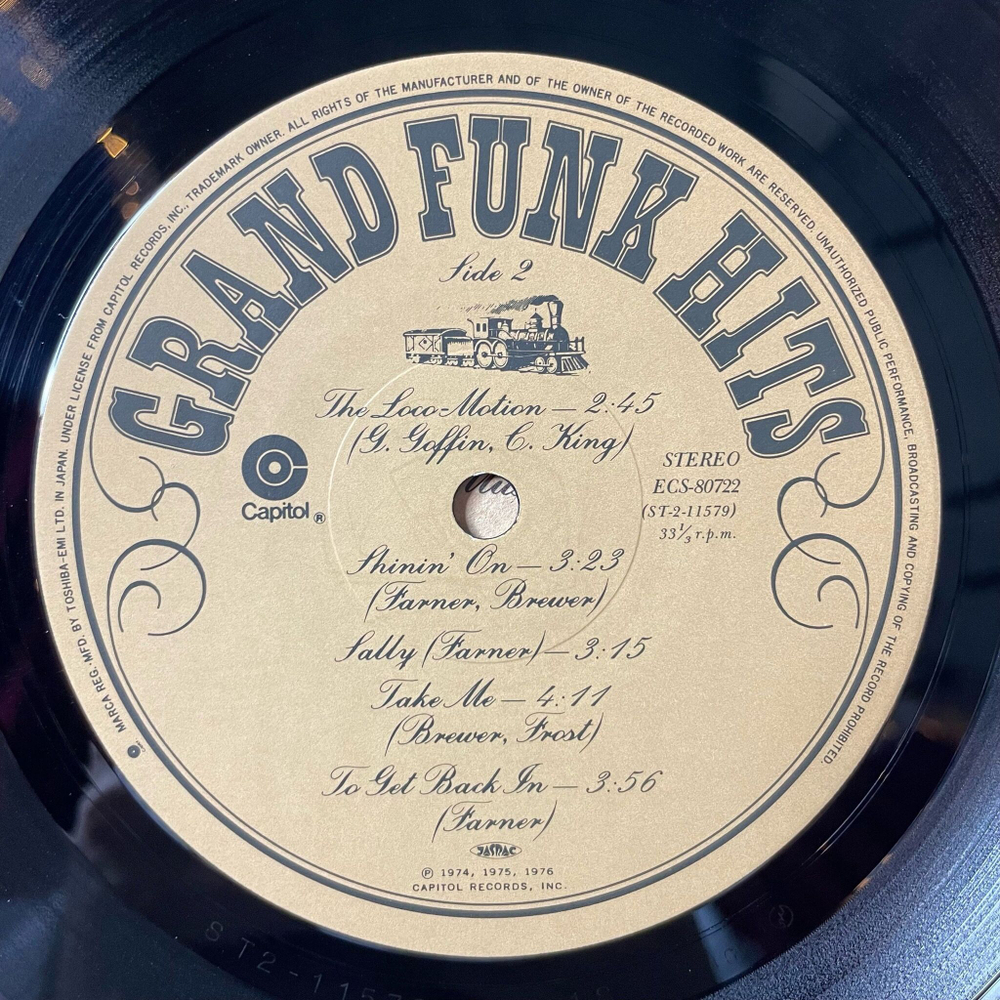 MARCA REG. MFD. BY TOSHIBA-EMI LTD. IN JAPAN, UNDER LICENSE FROM CAPITOL RECORDS, INC., TRADEMARK OWNER. ALL RIGHTS OF THE MANUFACTURER AND OF THE OWNER OF THE RECORDED WORK ARE RESERVED. UNAUTHORIZED PUBLIC PERFORMANCE, BROADCASTING AND COPYING OF THE RECORD PROHIBITED.
GRAND FUNK HITS
Side 2
The Loco-Motion — 2:45
(G. Goffin, C. King)
Capitol®
STEREO
ECS-80722
(ST-2-11579)
33⅓ r.p.m.
Shinin' On — 3:23
(Farner, Brewer)
Sally (Farner) — 3:15
Take Me — 4:11
(Brewer, Frost)
To Get Back In — 3:56
(Farner)
JASRAC
℗ 1974, 1975, 1976
CAPITOL RECORDS, INC.